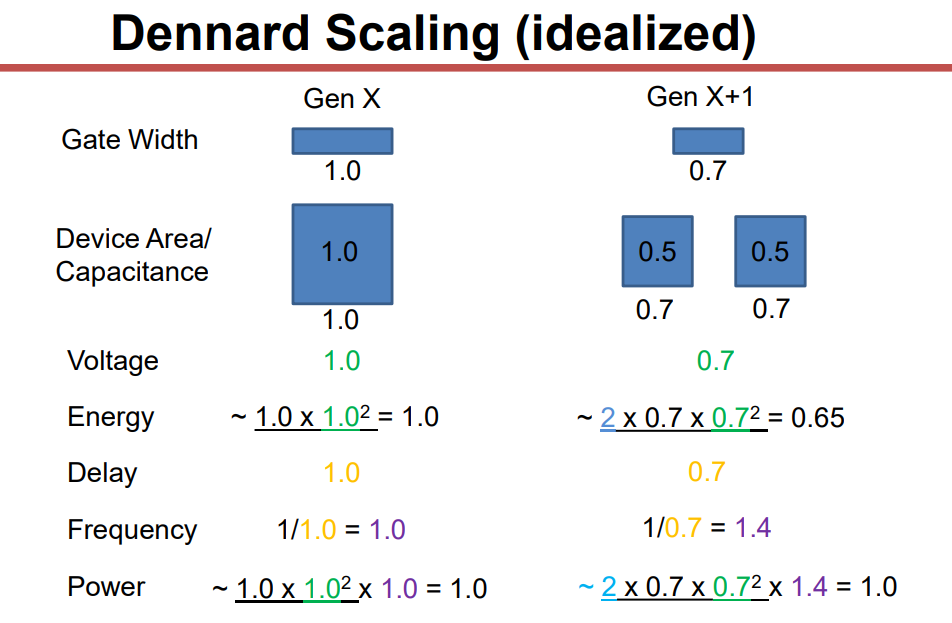 Dennard Scaling (idealized)
Gen X Gen X+1
Gate Width
1.0 0.7
Device Area/
Capacitance
1.0 0.5 0.5
1.0 0.7 0.7
Voltage 1.0 0.7
Energy ~ 1.0 x 1.0² = 1.0 ~ 2 x 0.7 x 0.7² = 0.65
Delay 1.0 0.7
Frequency 1/1.0 = 1.0 1/0.7 = 1.4
Power ~ 1.0 x 1.0² x 1.0 = 1.0 ~ 2 x 0.7 x 0.7² x 1.4 = 1.0